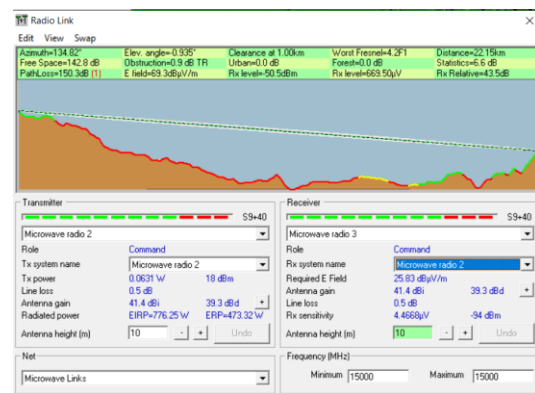 Radio Link
Edit View Swap
Azimuth=134.82° Elev. angle=-0.935° Clearance at 1.00km Worst Fresnel=4.2F1 Distance=22.15km
Free Space=142.8 dB Obstruction=0.9 dB TR Urban=0.0 dB Forest=0.0 dB Statistics=6.6 dB
PathLoss=150.3dB (1) E field=69.3dBµV/m Rx level=-50.5dBm Rx level=669.50µV Rx Relative=43.5dB
Transmitter Receiver
S9+40 S9+40
Microwave radio 2 Microwave radio 3
Role Command Role Command
Tx system name Microwave radio 2 Rx system name Microwave radio 2
Tx power 0.0631 W 18 dBm Required E Field 25.83 dBµV/m
Line loss 0.5 dB Antenna gain 41.4 dBi 39.3 dBd +
Antenna gain 41.4 dBi 39.3 dBd + Line loss 0.5 dB
Radiated power EIRP=776.25 W ERP=473.32 W Rx sensitivity 4.4668µV -94 dBm
Antenna height (m) 10 - + Undo Antenna height (m) 10 - + Undo
Net Frequency (MHz)
Microwave Links Minimum 15000 Maximum 15000